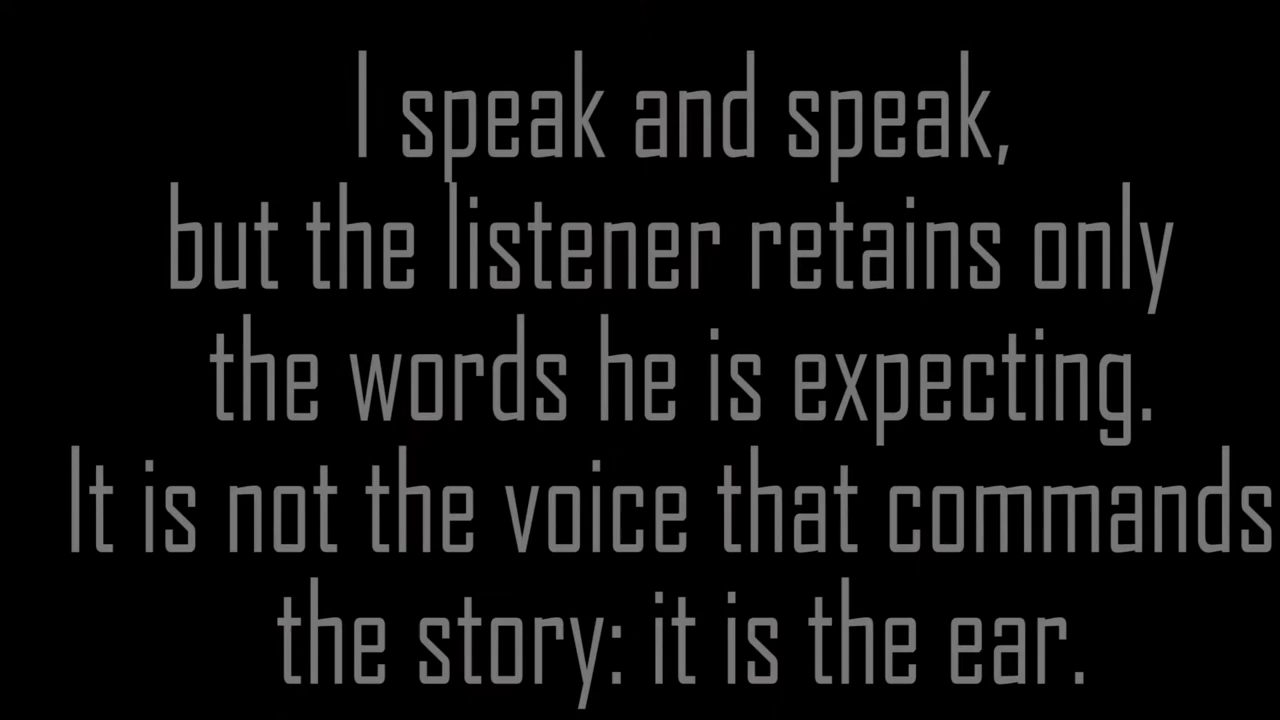 I speak and speak,
but the listener retains only
the words he is expecting.
It is not the voice that commands
the story: it is the ear.